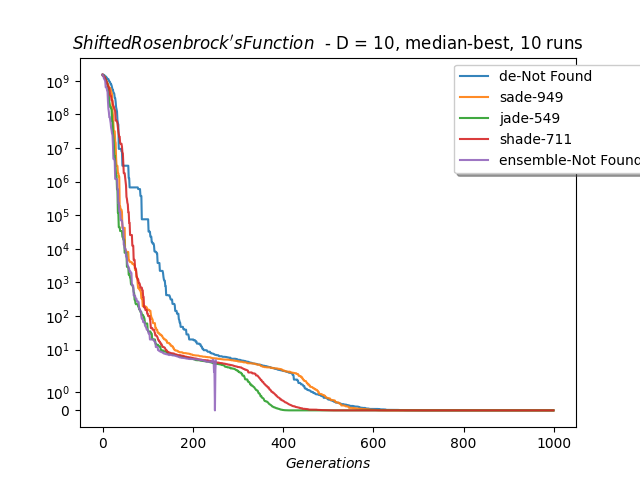 ShiftedRosenbrock'sFunction - D = 10, median-best, 10 runs
de-Not Found
sade-949
jade-549
shade-711
ensemble-Not Found
10⁹
10⁸
10⁷
10⁶
10⁵
10⁴
10³
10²
10¹
10⁰
0
0 200 400 600 800 1000
Generations